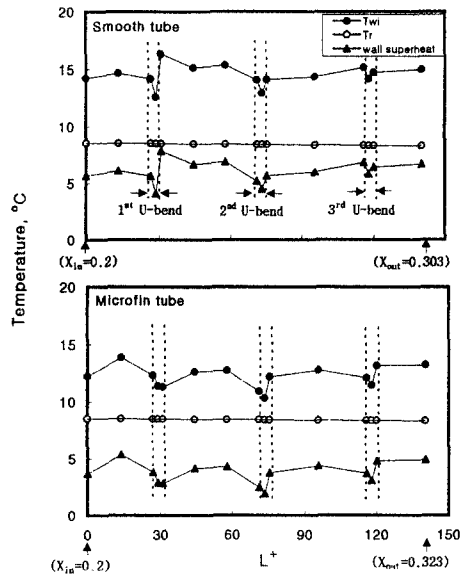 Smooth tube
Twi
Tr
wall superheat
20
15
10
5
0
1st U-bend
2nd U-bend
3rd U-bend
(Xin=0.2)
(Xout=0.303)
Temperature, °C
Microfin tube
20
15
10
5
0
0
30
60
90
120
150
(Xin=0.2)
L+
(Xout=0.323)